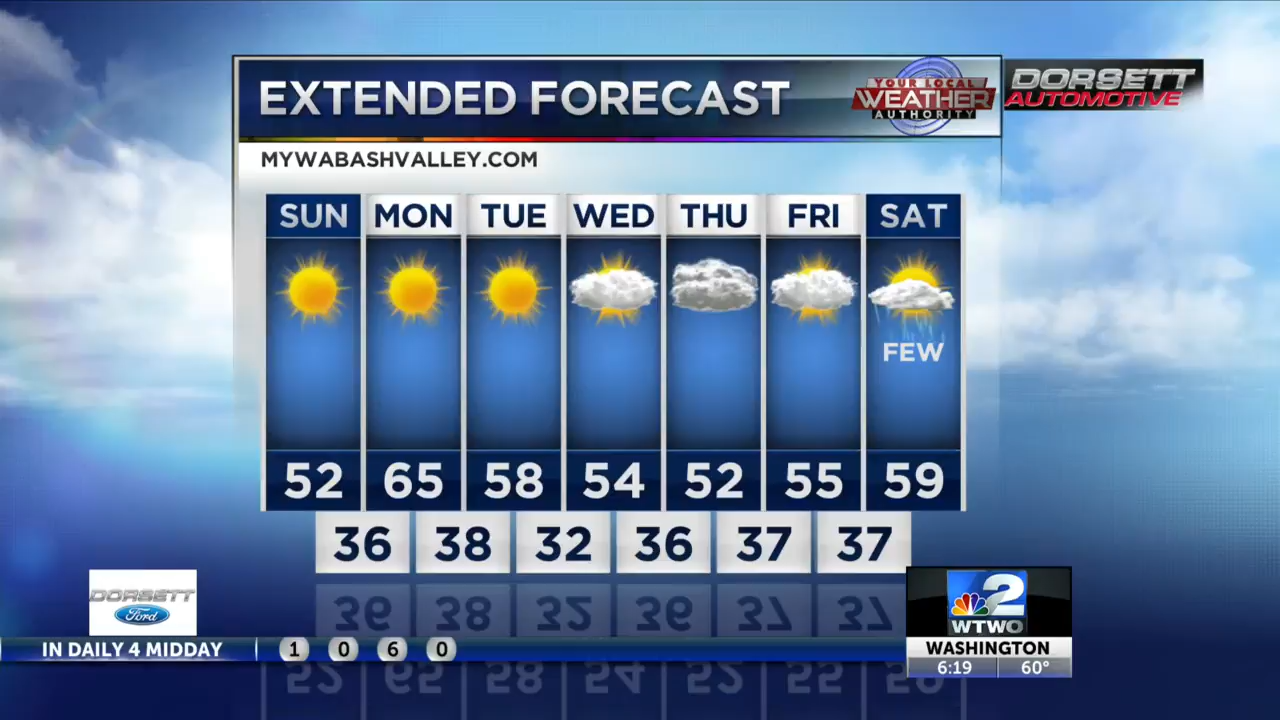 EXTENDED FORECAST
YOUR LOCAL
WEATHER
AUTHORITY
DORSETT
AUTOMOTIVE
MYWABASHVALLEY.COM
SUN MON TUE WED THU FRI SAT
FEW
52 65 58 54 52 55 59
36 38 32 36 37 37
DORSETT
Ford
2
WTWO
IN DAILY 4 MIDDAY 1 0 6 0
WASHINGTON
6:19 60°